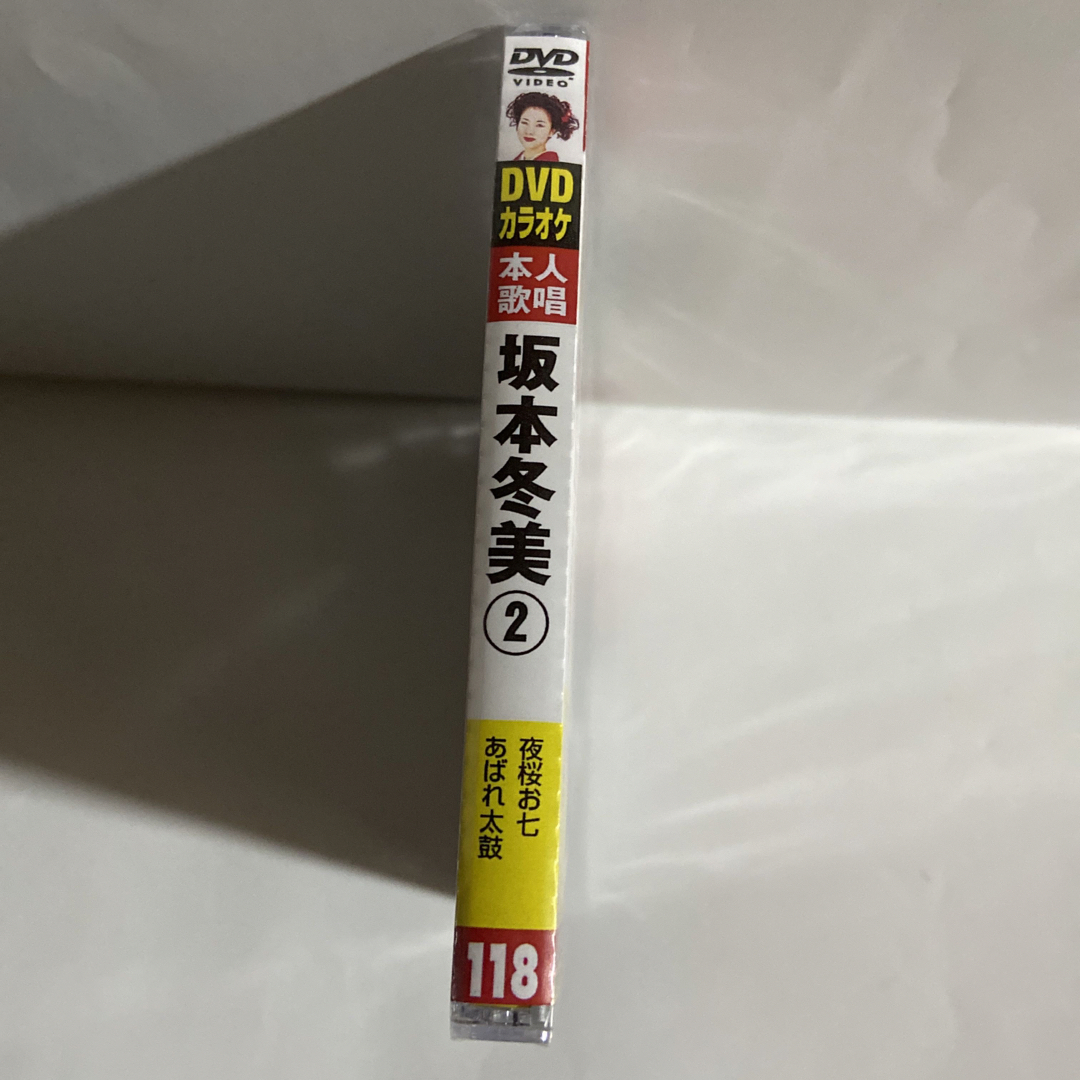 DVD
VIDEO
DVD
カラオケ
本人
歌唱
坂本冬美②
夜桜お七
あばれ太鼓
118